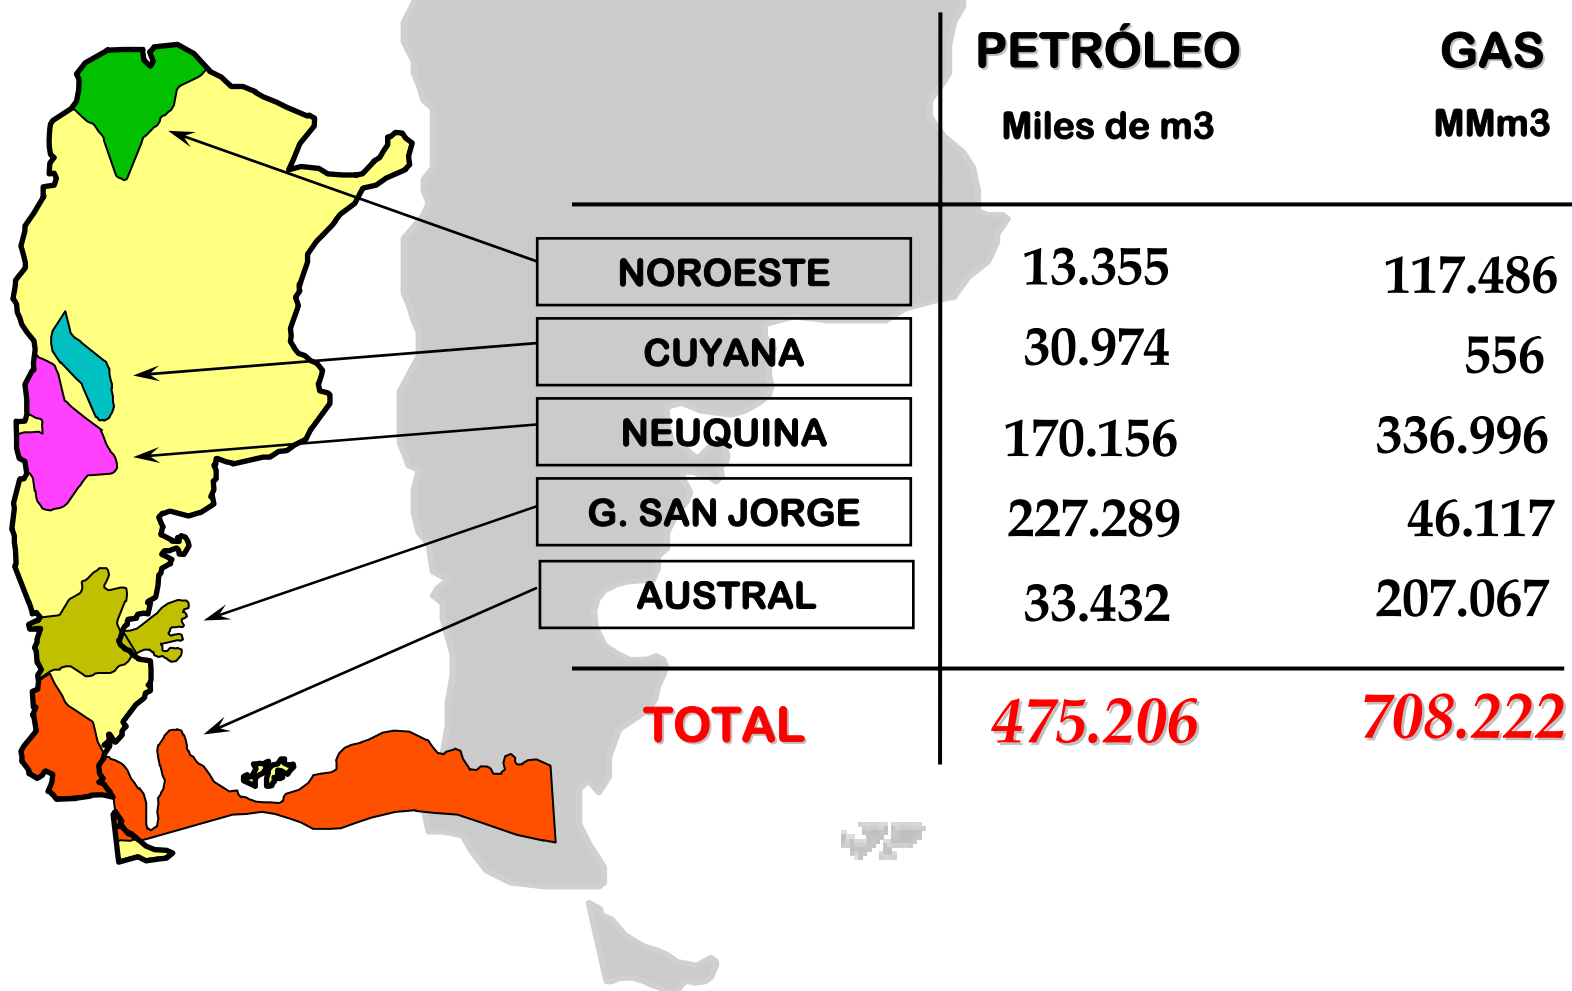 PETRÓLEO GAS
Miles de m3 MMm3
NOROESTE 13.355 117.486
CUYANA 30.974 556
NEUQUINA 170.156 336.996
G. SAN JORGE 227.289 46.117
AUSTRAL 33.432 207.067
TOTAL 475.206 708.222